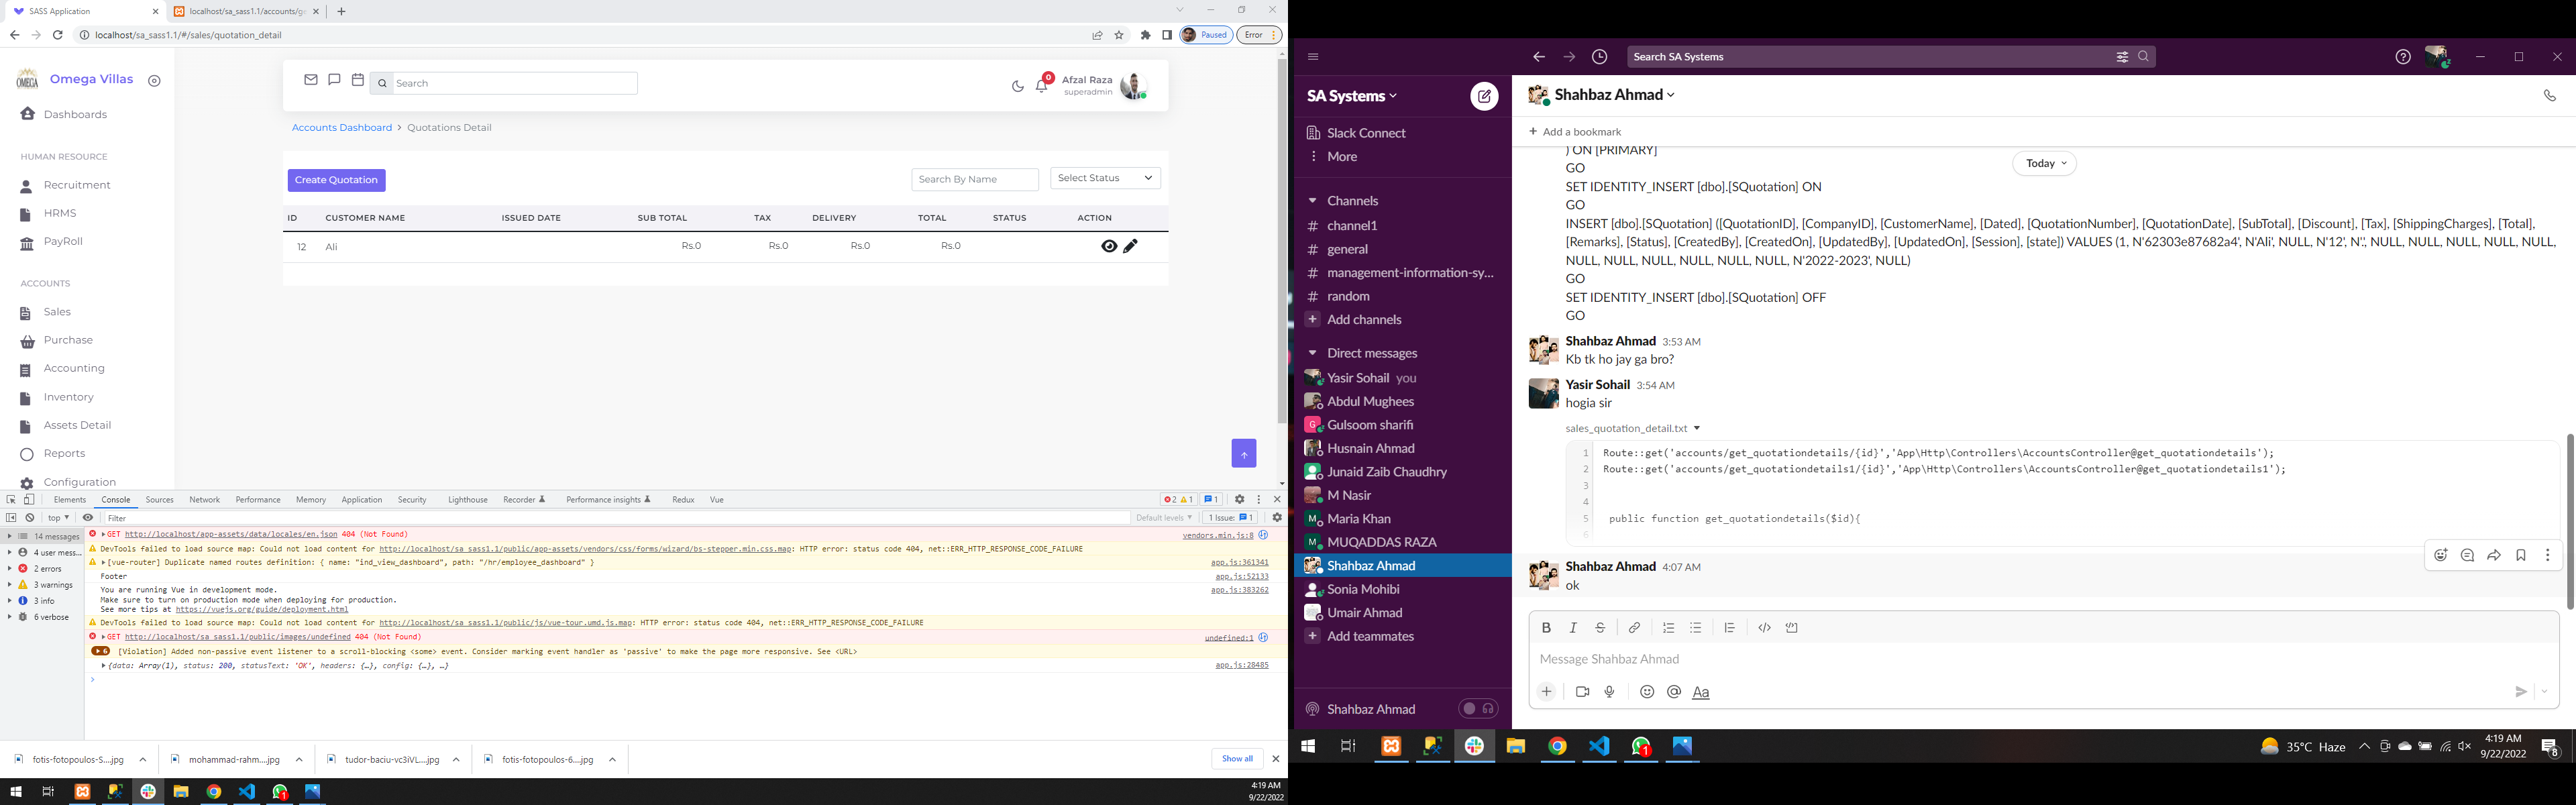 SASS Application
localhost/sa_sass1.1/accounts/ge
localhost/sa_sass1.1/#/sales/quotation_detail
Paused
Error
OMEGA
Omega Villas
Dashboards
HUMAN RESOURCE
Recruitment
HRMS
PayRoll
ACCOUNTS
Sales
Purchase
Accounting
Inventory
Assets Detail
Reports
Configuration
Search
0
Afzal Raza
superadmin
Accounts Dashboard > Quotations Detail
Create Quotation
Search By Name
Select Status
ID CUSTOMER NAME ISSUED DATE SUB TOTAL TAX DELIVERY TOTAL STATUS ACTION
12 Ali Rs.0 Rs.0 Rs.0 Rs.0
Elements Console Sources Network Performance Memory Application Security Lighthouse Recorder Performance insights Redux Vue
2 1 1
top
Filter
Default levels
1 Issue: 1
14 messages
4 user mess...
2 errors
3 warnings
3 info
6 verbose
GET http://localhost/app-assets/data/locales/en.json 404 (Not Found) vendors.min.js:8
DevTools failed to load source map: Could not load content for http://localhost/sa_sass1.1/public/app-assets/vendors/css/forms/wizard/bs-stepper.min.css.map: HTTP error: status code 404, net::ERR_HTTP_RESPONSE_CODE_FAILURE
[vue-router] Duplicate named routes definition: { name: "ind_view_dashboard", path: "/hr/employee_dashboard" } app.js:361341
Footer app.js:52133
You are running Vue in development mode. app.js:383262
Make sure to turn on production mode when deploying for production.
See more tips at https://vuejs.org/guide/deployment.html
DevTools failed to load source map: Could not load content for http://localhost/sa_sass1.1/public/js/vue-tour.umd.js.map: HTTP error: status code 404, net::ERR_HTTP_RESPONSE_CODE_FAILURE
GET http://localhost/sa_sass1.1/public/images/undefined 404 (Not Found) undefined:1
6 [Violation] Added non-passive event listener to a scroll-blocking <some> event. Consider marking event handler as 'passive' to make the page more responsive. See <URL>
{data: Array(1), status: 200, statusText: 'OK', headers: {…}, config: {…}, …} app.js:28485
fotis-fotopoulos-S....jpg
mohammad-rahm....jpg
tudor-baciu-vc3iVL....jpg
fotis-fotopoulos-6....jpg
Show all
1
4:19 AM
9/22/2022
Search SA Systems
SA Systems
Slack Connect
More
Channels
# channel1
# general
# management-information-sy...
# random
Add channels
Direct messages
Yasir Sohail you
Abdul Mughees
G
Gulsoom sharifi
Husnain Ahmad
Junaid Zaib Chaudhry
M Nasir
M
Maria Khan
M
MUQADDAS RAZA
Shahbaz Ahmad
Sonia Mohibi
Umair Ahmad
Add teammates
Shahbaz Ahmad
Shahbaz Ahmad
Add a bookmark
Today
) ON [PRIMARY]
GO
SET IDENTITY_INSERT [dbo].[SQuotation] ON
GO
INSERT [dbo].[SQuotation] ([QuotationID], [CompanyID], [CustomerName], [Dated], [QuotationNumber], [QuotationDate], [SubTotal], [Discount], [Tax], [ShippingCharges], [Total],
[Remarks], [Status], [CreatedBy], [CreatedOn], [UpdatedBy], [UpdatedOn], [Session], [state]) VALUES (1, N'62303e87682a4', N'Ali', NULL, N'12', N'', NULL, NULL, NULL, NULL, NULL,
NULL, NULL, NULL, NULL, NULL, NULL, N'2022-2023', NULL)
GO
SET IDENTITY_INSERT [dbo].[SQuotation] OFF
GO
Shahbaz Ahmad 3:53 AM
Kb tk ho jay ga bro?
Yasir Sohail 3:54 AM
hogia sir
sales_quotation_detail.txt
1 Route::get('accounts/get_quotationdetails/{id}','App\Http\Controllers\AccountsController@get_quotationdetails');
2 Route::get('accounts/get_quotationdetails1/{id}','App\Http\Controllers\AccountsController@get_quotationdetails1');
3
4
5 public function get_quotationdetails($id){
6
Shahbaz Ahmad 4:07 AM
ok
Message Shahbaz Ahmad
Aa
1
35°C Haze
4:19 AM
9/22/2022
8